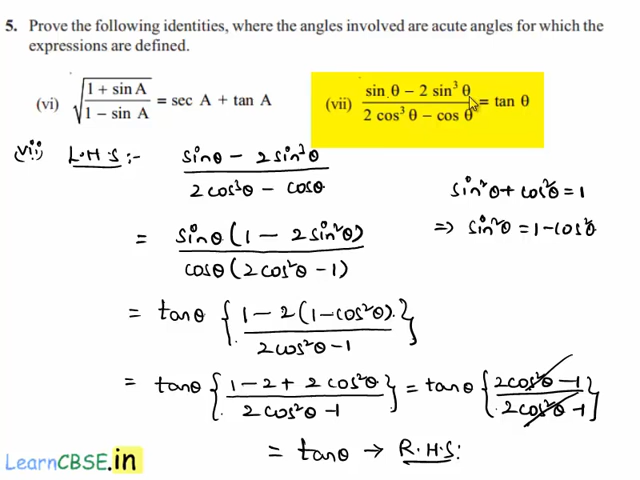 5. Prove the following identities, where the angles involved are acute angles for which the
expressions are defined.
(vi) √((1 + sin A)/(1 – sin A)) = sec A + tan A (vii) (sin θ – 2 sin³ θ)/(2 cos³ θ – cos θ) = tan θ
(vii) L.H.S :- (sinθ – 2sin³θ)/(2cos³θ – cosθ)
sin²θ + cos²θ = 1
= sinθ(1 – 2sin²θ)/cosθ(2cos²θ – 1)
⇒ sin²θ = 1 – cos²θ
= tanθ {(1 – 2(1–cos²θ))/(2cos²θ – 1)}
= tanθ {(1 – 2 + 2cos²θ)/(2cos²θ – 1)} = tanθ {(2cos²θ – 1)/(2cos²θ – 1)}
= tanθ → R.H.S:
LearnCBSE.in